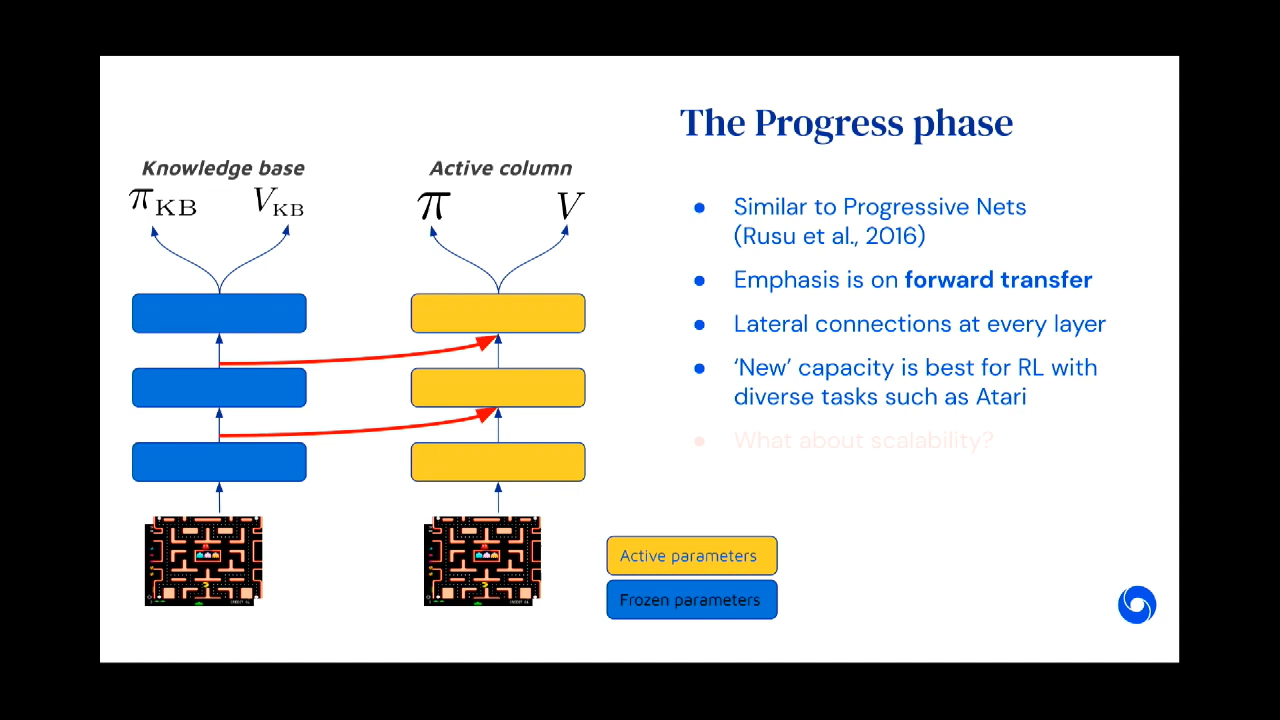 The Progress phase
Knowledge base
π_KB V_KB
Active column
π V
● Similar to Progressive Nets
(Rusu et al., 2016)
● Emphasis is on forward transfer
● Lateral connections at every layer
● ‘New’ capacity is best for RL with
diverse tasks such as Atari
● What about scalability?
Active parameters
Frozen parameters